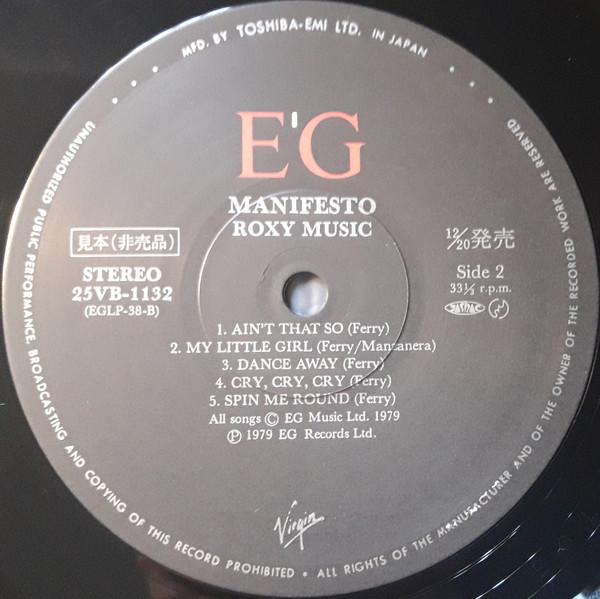 MFD. BY TOSHIBA-EMI LTD. IN JAPAN
E'G
MANIFESTO
ROXY MUSIC
見本(非売品)
12/20発売
STEREO
25VB-1132
(EGLP-38-B)
Side 2
33⅓ r.p.m.
JASRAC
1. AIN'T THAT SO (Ferry)
2. MY LITTLE GIRL (Ferry/Manzanera)
3. DANCE AWAY (Ferry)
4. CRY, CRY, CRY (Ferry)
5. SPIN ME ROUND (Ferry)
All songs Ⓒ EG Music Ltd. 1979
Ⓟ 1979 EG Records Ltd.
Virgin
UNAUTHORIZED PUBLIC PERFORMANCE, BROADCASTING AND COPYING OF THIS RECORD PROHIBITED • ALL RIGHTS OF THE MANUFACTURER AND OF THE OWNER OF THE RECORDED WORK ARE RESERVED